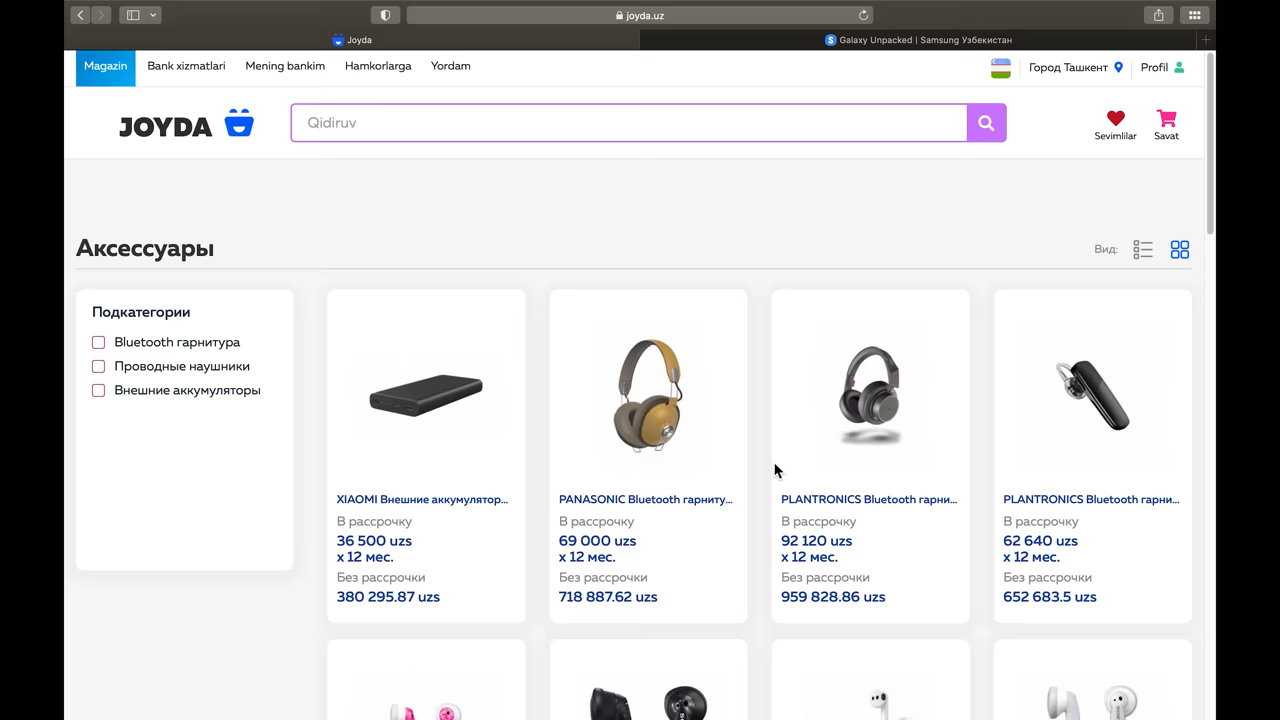 joyda.uz
Joyda
Galaxy Unpacked | Samsung Узбекистан
Magazin
Bank xizmatlari
Mening bankim
Hamkorlarga
Yordam
Город Ташкент
Profil
JOYDA
Qidiruv
Sevimlilar
Savat
Аксессуары
Вид:
Подкатегории
Bluetooth гарнитура
Проводные наушники
Внешние аккумуляторы
XIAOMI Внешние аккумулятор...
В рассрочку
36 500 uzs
x 12 мес.
Без рассрочки
380 295.87 uzs
PANASONIC Bluetooth гарниту...
В рассрочку
69 000 uzs
x 12 мес.
Без рассрочки
718 887.62 uzs
PLANTRONICS Bluetooth гарни...
В рассрочку
92 120 uzs
x 12 мес.
Без рассрочки
959 828.86 uzs
PLANTRONICS Bluetooth гарни...
В рассрочку
62 640 uzs
x 12 мес.
Без рассрочки
652 683.5 uzs